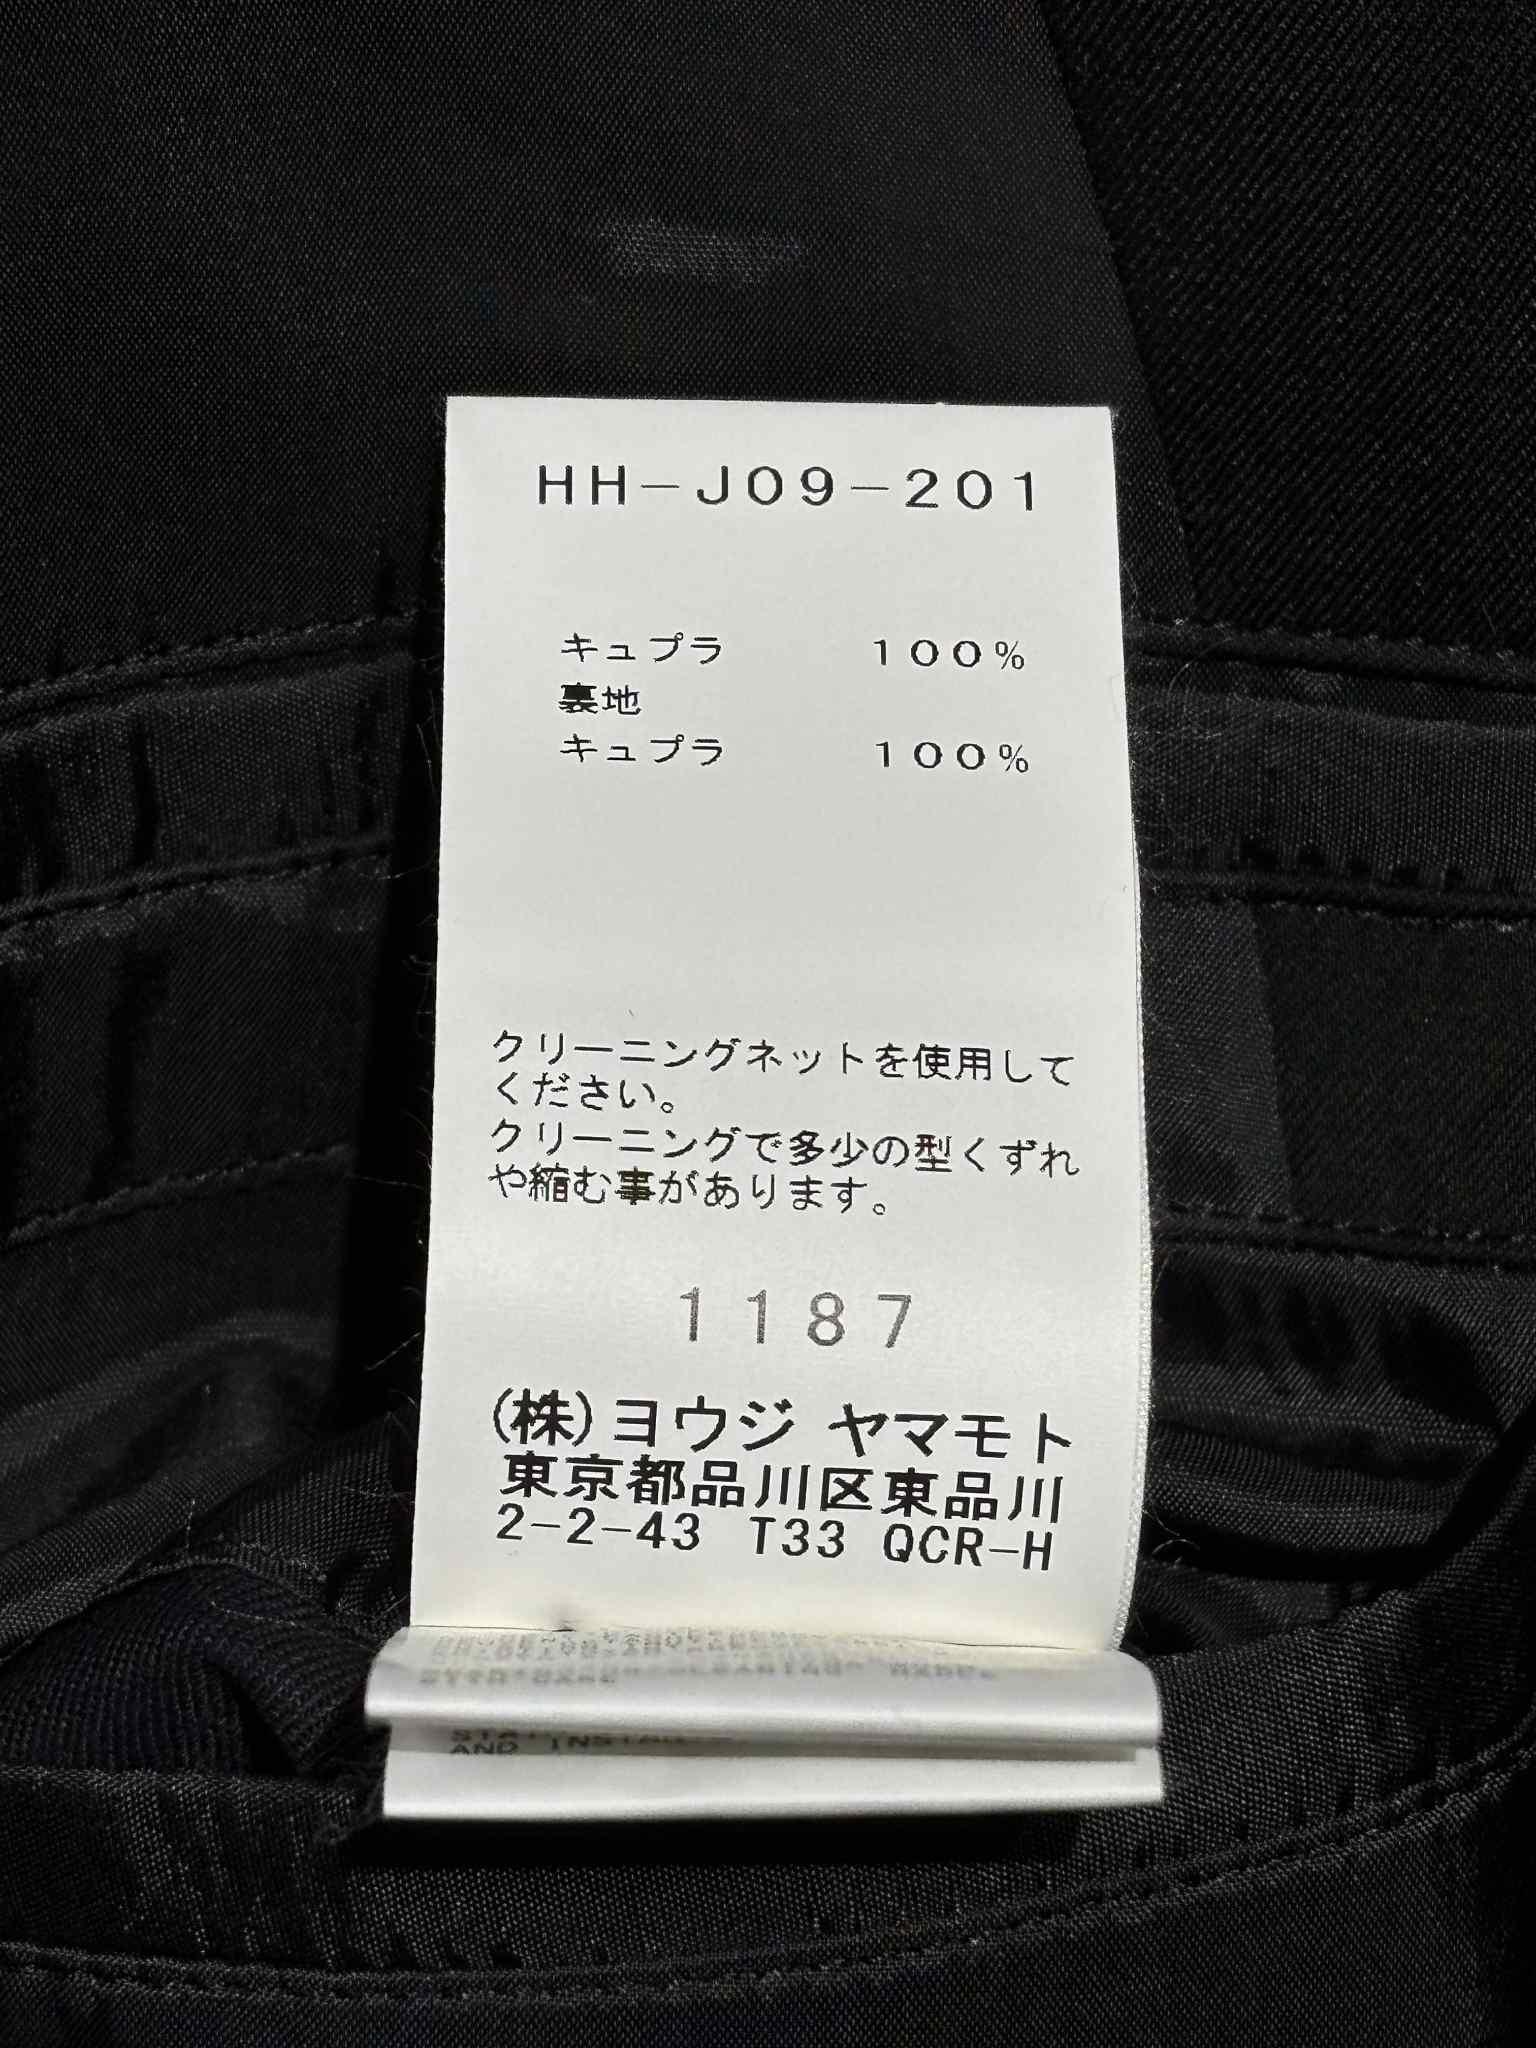 HH-J09-201
キュプラ 100%
裏地
キュプラ 100%
クリーニングネットを使用して
ください。
クリーニングで多少の型くずれ
や縮む事があります。
1187
(株)ヨウジ ヤマモト
東京都品川区東品川
2-2-43 T33 QCR-H
AND